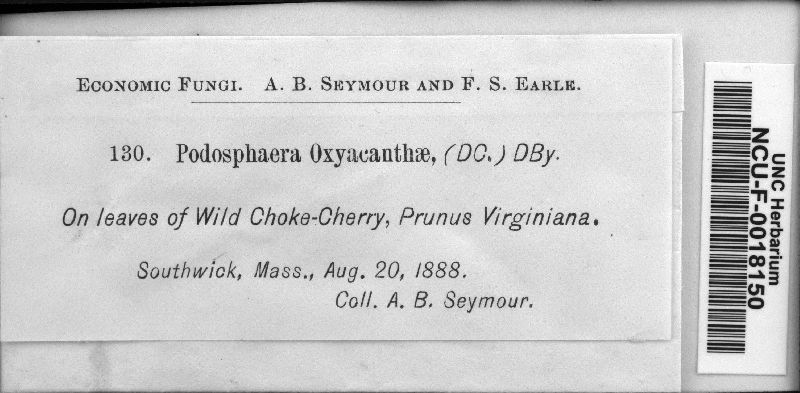 Economic Fungi. A. B. Seymour and F. S. Earle.
130. Podosphaera Oxyacanthæ, (DC.) DBy.
On leaves of Wild Choke-Cherry, Prunus Virginiana.
Southwick, Mass., Aug. 20, 1888.
Coll. A. B. Seymour.
UNC Herbarium
NCU-F-0018150